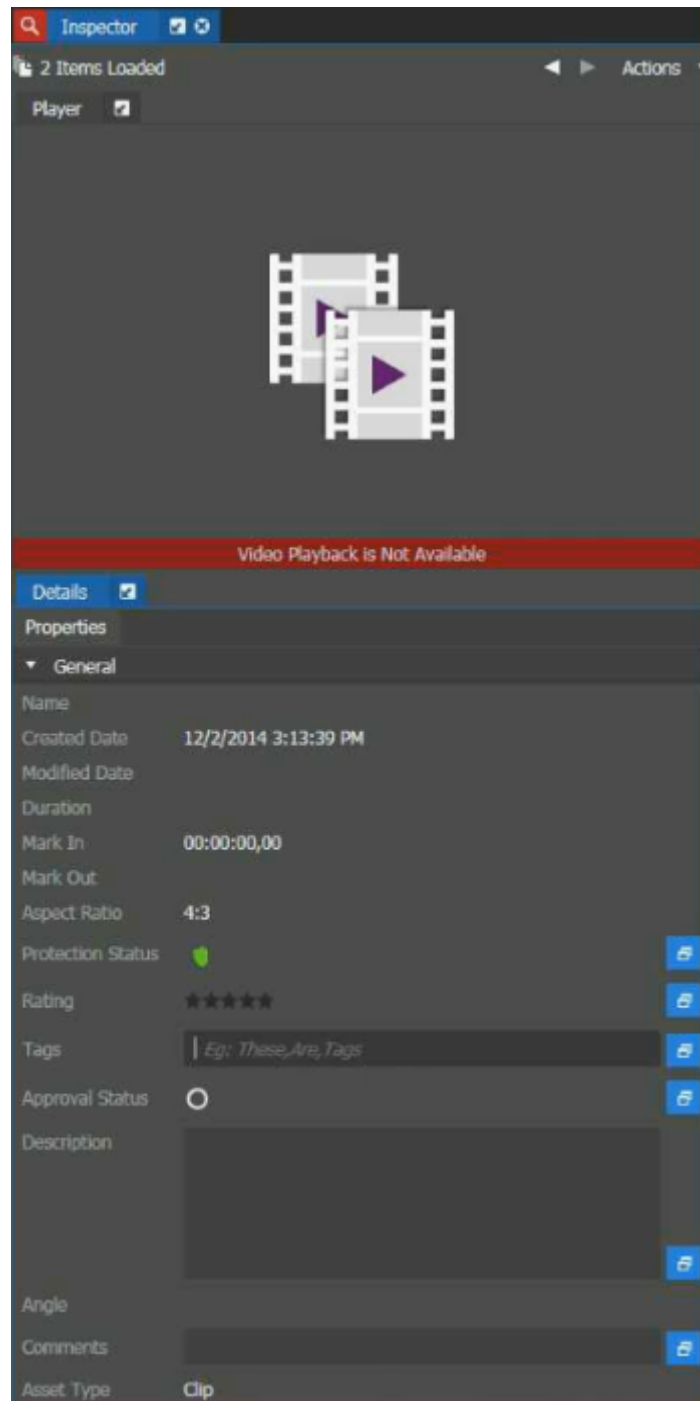 Inspector
2 Items Loaded
Actions
Player
Video Playback is Not Available
Details
Properties
General
Name
Created Date 12/2/2014 3:13:39 PM
Modified Date
Duration
Mark In 00:00:00,00
Mark Out
Aspect Ratio 4:3
Protection Status
Rating
Tags Eg: These,Are,Tags
Approval Status
Description
Angle
Comments
Asset Type Clip